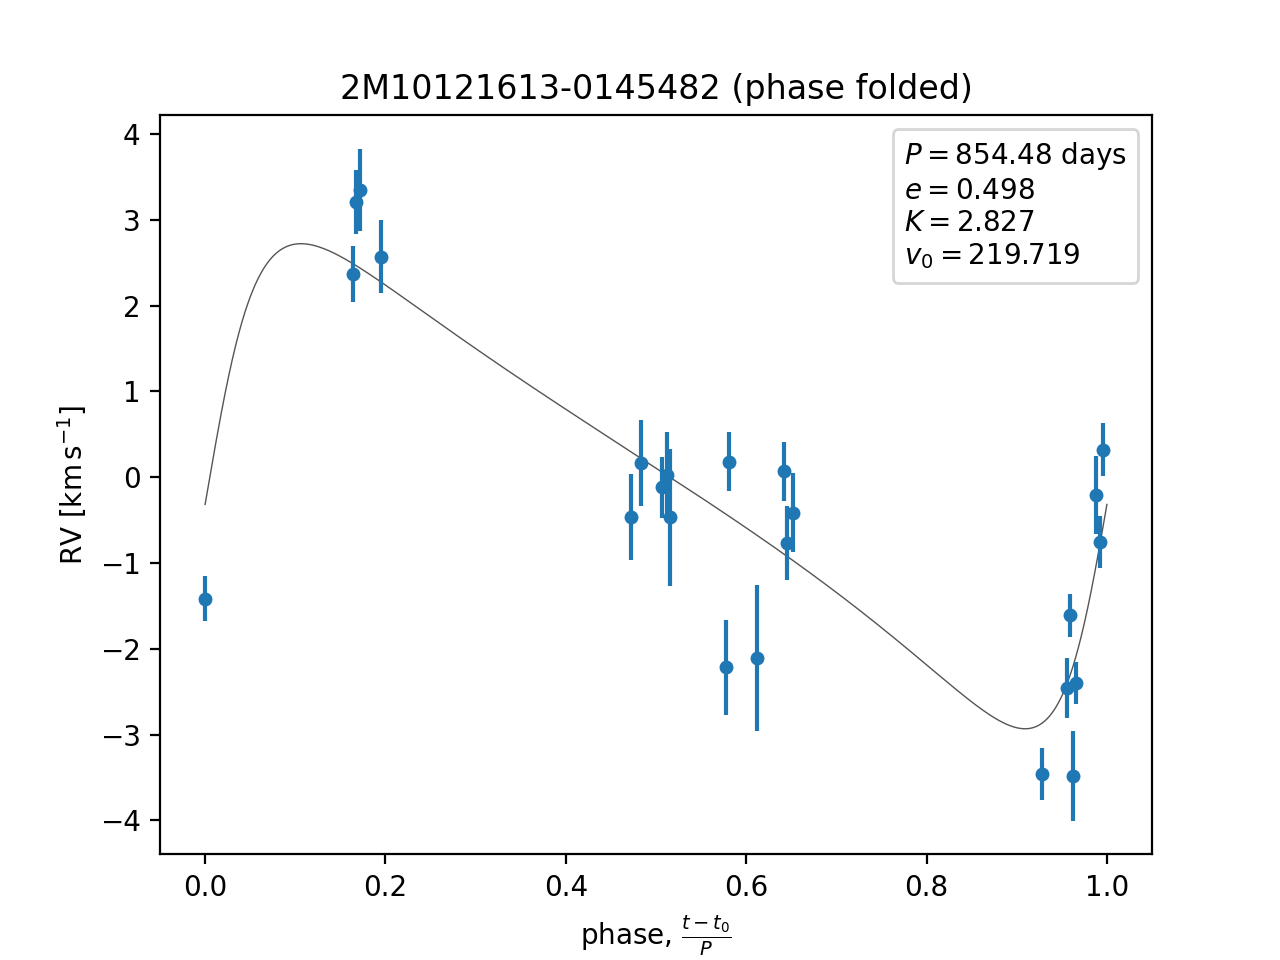 2M10121613-0145482 (phase folded)
P = 854.48 days
e = 0.498
K = 2.827
v₀ = 219.719
RV [km s⁻¹]
4
3
2
1
0
−1
−2
−3
−4
0.0 0.2 0.4 0.6 0.8 1.0
phase, (t − t₀)/P